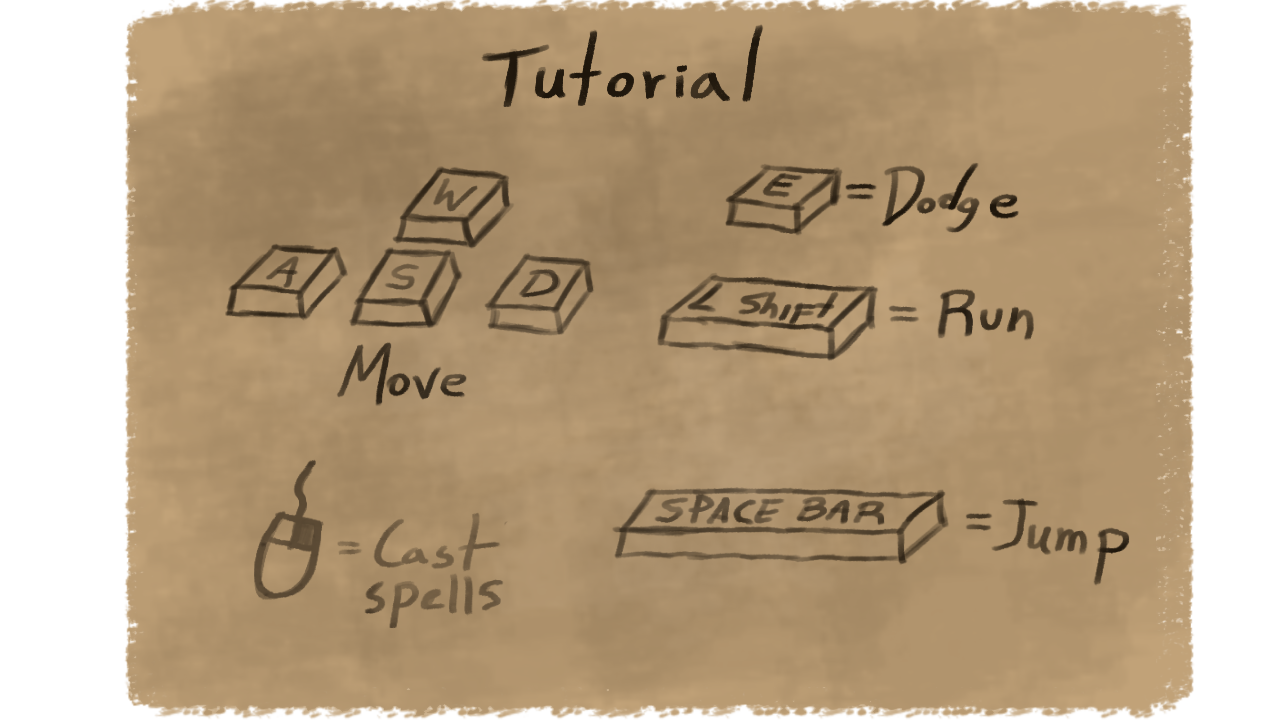 Tutorial
W
A S D
Move
E = Dodge
L ShiFt = Run
= Cast
spells
SPACE BAR = Jump